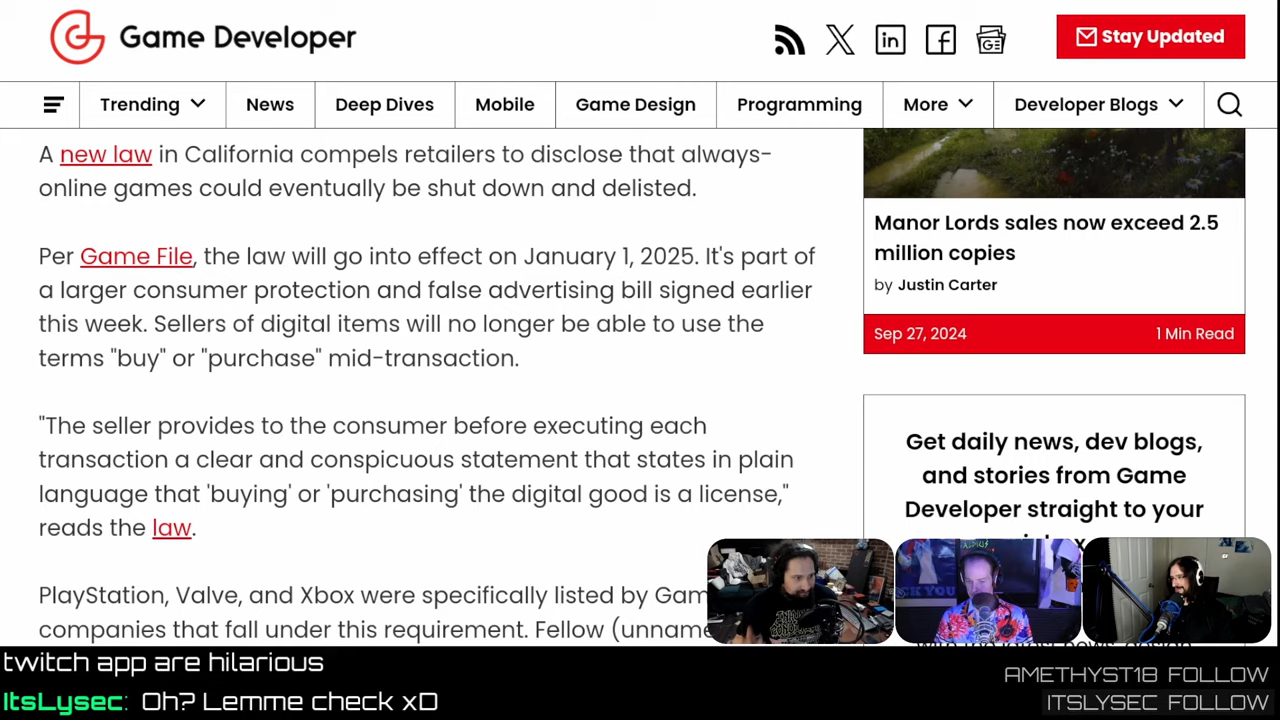 Game Developer
Stay Updated
Trending
News
Deep Dives
Mobile
Game Design
Programming
More
Developer Blogs
A new law in California compels retailers to disclose that always-
online games could eventually be shut down and delisted.
Per Game File, the law will go into effect on January 1, 2025. It's part of
a larger consumer protection and false advertising bill signed earlier
this week. Sellers of digital items will no longer be able to use the
terms "buy" or "purchase" mid-transaction.
"The seller provides to the consumer before executing each
transaction a clear and conspicuous statement that states in plain
language that 'buying' or 'purchasing' the digital good is a license,"
reads the law.
PlayStation, Valve, and Xbox were specifically listed by Gam
companies that fall under this requirement. Fellow (unname
Manor Lords sales now exceed 2.5
million copies
by Justin Carter
Sep 27, 2024
1 Min Read
Get daily news, dev blogs,
and stories from Game
Developer straight to your
twitch app are hilarious
ItsLysec: Oh? Lemme check xD
AMETHYST18 FOLLOW
ITSLYSEC FOLLOW